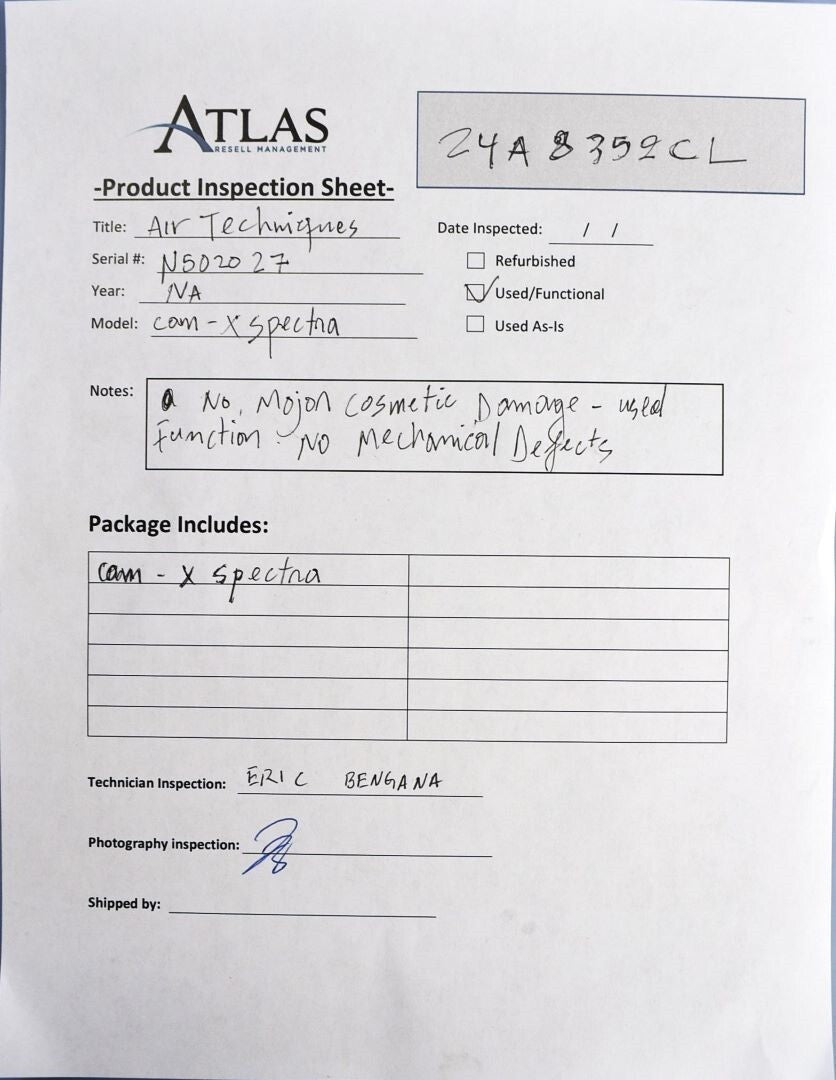 ATLAS
RESELL MANAGEMENT
24A8352CL
-Product Inspection Sheet-
Title: Air Techniques
Date Inspected: / /
Serial #: N502027
Refurbished
Year: NA
Used/Functional
Model: cam - X spectra
Used As-Is
Notes: No, Major Cosmetic Damage - used
Function - No Mechanical Defects
Package Includes:
cam - X spectra
Technician Inspection: ERIC BENGANA
Photography inspection:
Shipped by: